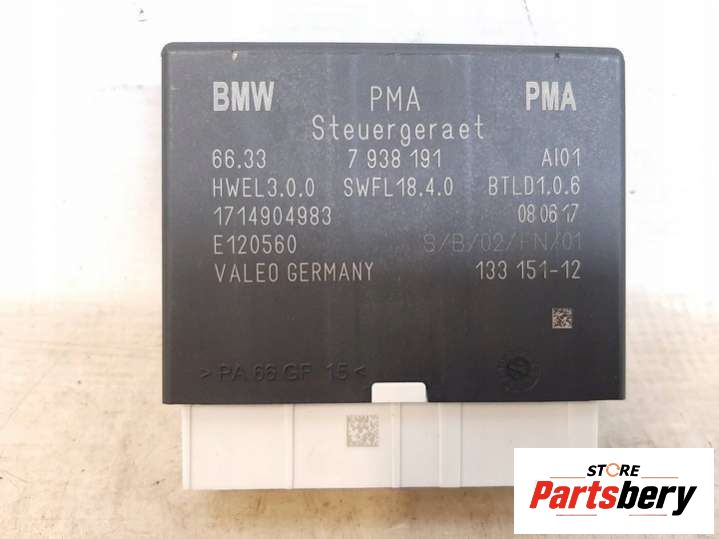 BMW PMA PMA
Steuergeraet
66.33 7 938 191 AI01
HWEL3.0.0 SWFL18.4.0 BTLD1.0.6
1714904983 08 06 17
E120560 S/B/02/FN/01
VALEO GERMANY 133 151-12
> PA 66 GF 15 <
STORE
Partsbery